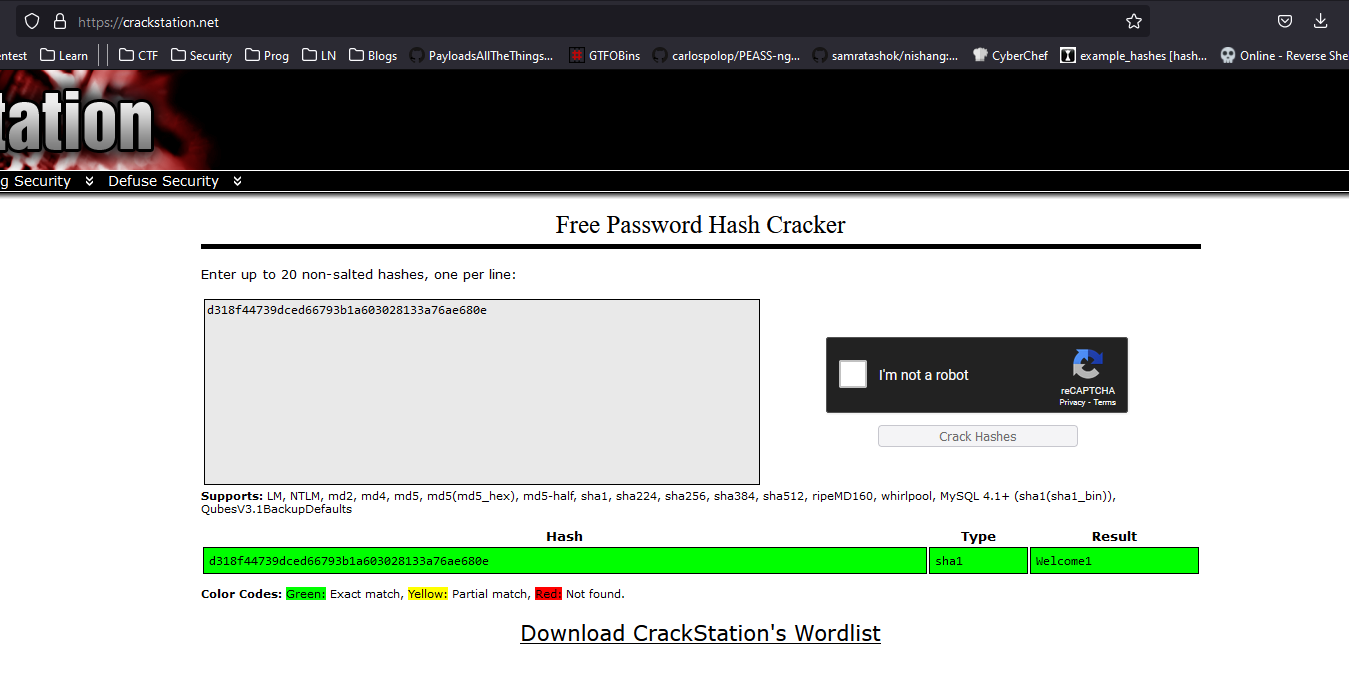 https://crackstation.net
entest Learn CTF Security Prog LN Blogs PayloadsAllTheThings... GTFOBins carlospolop/PEASS-ng... samratashok/nishang:... CyberChef example_hashes [hash... Online - Reverse She
tation
g Security Defuse Security
Free Password Hash Cracker
Enter up to 20 non-salted hashes, one per line:
d318f44739dced66793b1a603028133a76ae680e
I'm not a robot
reCAPTCHA
Privacy - Terms
Crack Hashes
Supports: LM, NTLM, md2, md4, md5, md5(md5_hex), md5-half, sha1, sha224, sha256, sha384, sha512, ripeMD160, whirlpool, MySQL 4.1+ (sha1(sha1_bin)),
QubesV3.1BackupDefaults
Hash Type Result
d318f44739dced66793b1a603028133a76ae680e sha1 Welcome1
Color Codes: Green: Exact match, Yellow: Partial match, Red: Not found.
Download CrackStation's Wordlist